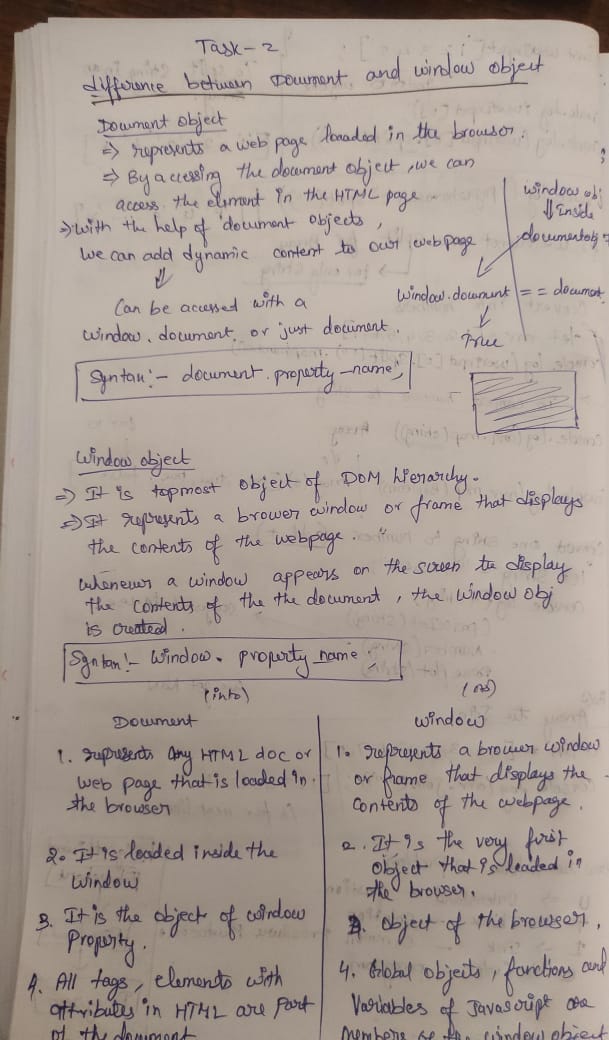 Task-2
difference between Document and window object
Document object
⇒ represents a web page loaded in the browser.
⇒ By accessing the document object, we can
access the element in the HTML page
⇒ with the help of document objects,
we can add dynamic content to our webpage
⇓
Can be accessed with a
window.document or just document.
window obj
⇓ Inside
document obj
window.document == document
↓
True
Syntax:- document.property_name;
Window object
⇒ It is topmost object of DOM hierarchy.
⇒ It represents a brower window or frame that displays
the contents of the webpage.
whenever a window appears on the screen to display
the contents of the the document, the window obj
is created.
Syntax:- window.property_name;
(into)
(as)
Document
1. represents any HTML doc or
web page that is loaded in
the browser
2. It is loaded inside the
window
3. It is the object of window
Property.
4. All tags, elements with
attributes in HTML are part
of the document
window
1. represents a brower window
or frame that displays the
contents of the webpage.
2. It is the very first
object that is loaded in
the browser.
3. object of the browser.
4. Global objects, functions and
Variables of Javascript are
members of the window object